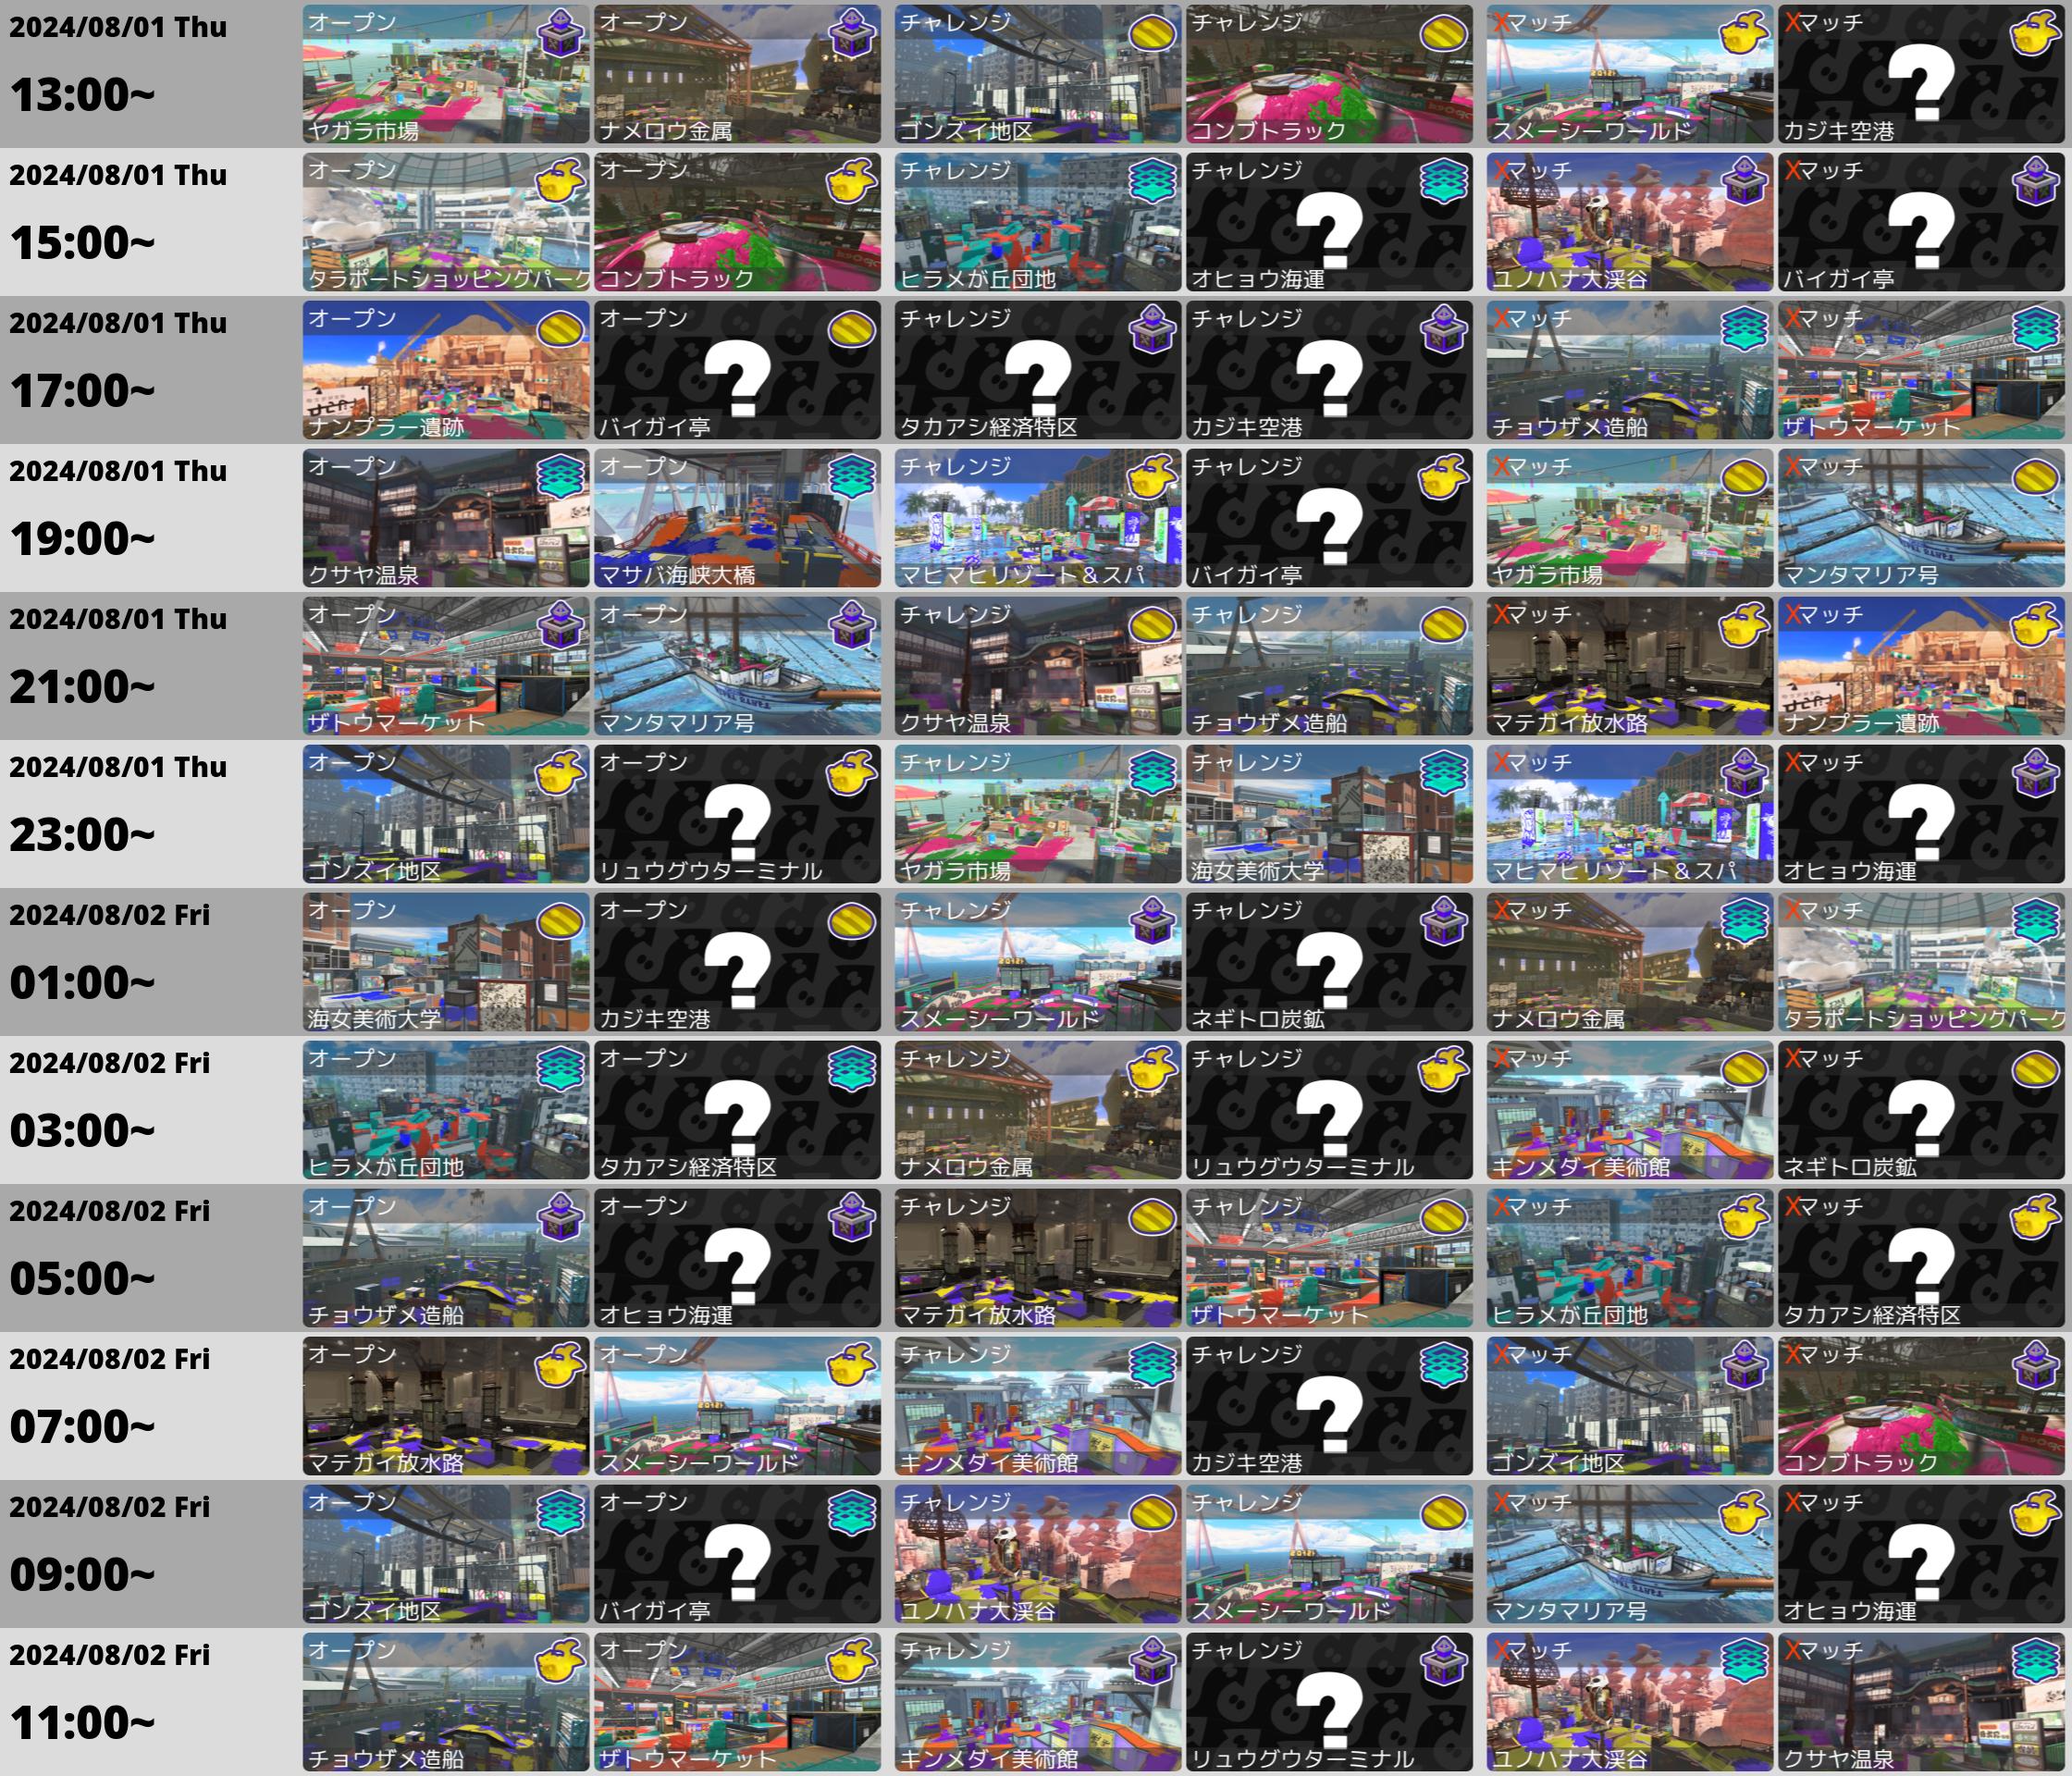 2024/08/01 Thu
13:00~
オープン
ヤガラ市場
オープン
ナメロウ金属
チャレンジ
ゴンズイ地区
チャレンジ
コンブトラック
Xマッチ
スメーシーワールド
Xマッチ
?
カジキ空港
2024/08/01 Thu
15:00~
オープン
タラポートショッピングパーク
オープン
コンブトラック
チャレンジ
ヒラメが丘団地
チャレンジ
?
オヒョウ海運
Xマッチ
ユノハナ大渓谷
Xマッチ
?
バイガイ亭
2024/08/01 Thu
17:00~
オープン
ナンプラー遺跡
オープン
?
バイガイ亭
チャレンジ
?
タカアシ経済特区
チャレンジ
?
カジキ空港
Xマッチ
チョウザメ造船
Xマッチ
ザトウマーケット
2024/08/01 Thu
19:00~
オープン
クサヤ温泉
オープン
マサバ海峡大橋
チャレンジ
マヒマヒリゾート&スパ
チャレンジ
?
バイガイ亭
Xマッチ
ヤガラ市場
Xマッチ
マンタマリア号
2024/08/01 Thu
21:00~
オープン
ザトウマーケット
オープン
マンタマリア号
チャレンジ
クサヤ温泉
チャレンジ
チョウザメ造船
Xマッチ
マテガイ放水路
Xマッチ
ナンプラー遺跡
2024/08/01 Thu
23:00~
オープン
ゴンズイ地区
オープン
?
リュウグウターミナル
チャレンジ
ヤガラ市場
チャレンジ
海女美術大学
Xマッチ
マヒマヒリゾート&スパ
Xマッチ
?
オヒョウ海運
2024/08/02 Fri
01:00~
オープン
海女美術大学
オープン
?
カジキ空港
チャレンジ
スメーシーワールド
チャレンジ
?
ネギトロ炭鉱
Xマッチ
ナメロウ金属
Xマッチ
タラポートショッピングパーク
2024/08/02 Fri
03:00~
オープン
ヒラメが丘団地
オープン
?
タカアシ経済特区
チャレンジ
ナメロウ金属
チャレンジ
?
リュウグウターミナル
Xマッチ
キンメダイ美術館
Xマッチ
?
ネギトロ炭鉱
2024/08/02 Fri
05:00~
オープン
チョウザメ造船
オープン
?
オヒョウ海運
チャレンジ
マテガイ放水路
チャレンジ
ザトウマーケット
Xマッチ
ヒラメが丘団地
Xマッチ
?
タカアシ経済特区
2024/08/02 Fri
07:00~
オープン
マテガイ放水路
オープン
スメーシーワールド
チャレンジ
キンメダイ美術館
チャレンジ
?
カジキ空港
Xマッチ
ゴンズイ地区
Xマッチ
コンブトラック
2024/08/02 Fri
09:00~
オープン
ゴンズイ地区
オープン
?
バイガイ亭
チャレンジ
ユノハナ大渓谷
チャレンジ
スメーシーワールド
Xマッチ
マンタマリア号
Xマッチ
?
オヒョウ海運
2024/08/02 Fri
11:00~
オープン
チョウザメ造船
オープン
ザトウマーケット
チャレンジ
キンメダイ美術館
チャレンジ
?
リュウグウターミナル
Xマッチ
ユノハナ大渓谷
Xマッチ
クサヤ温泉